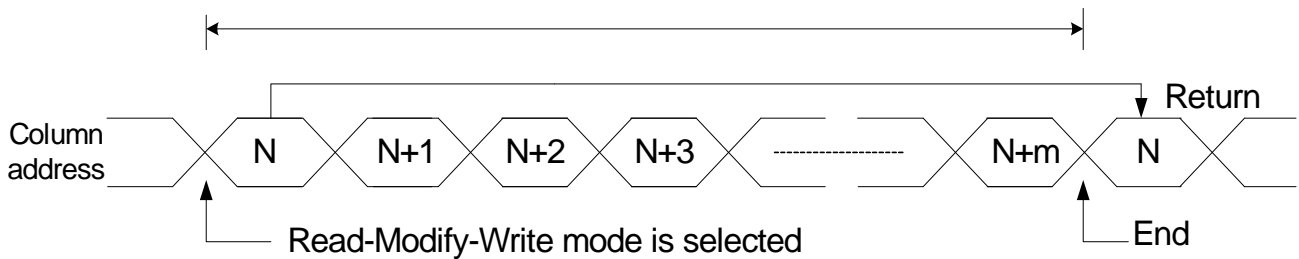 Return
Column
address
N N+1 N+2 N+3 N+m N
Read-Modify-Write mode is selected
End